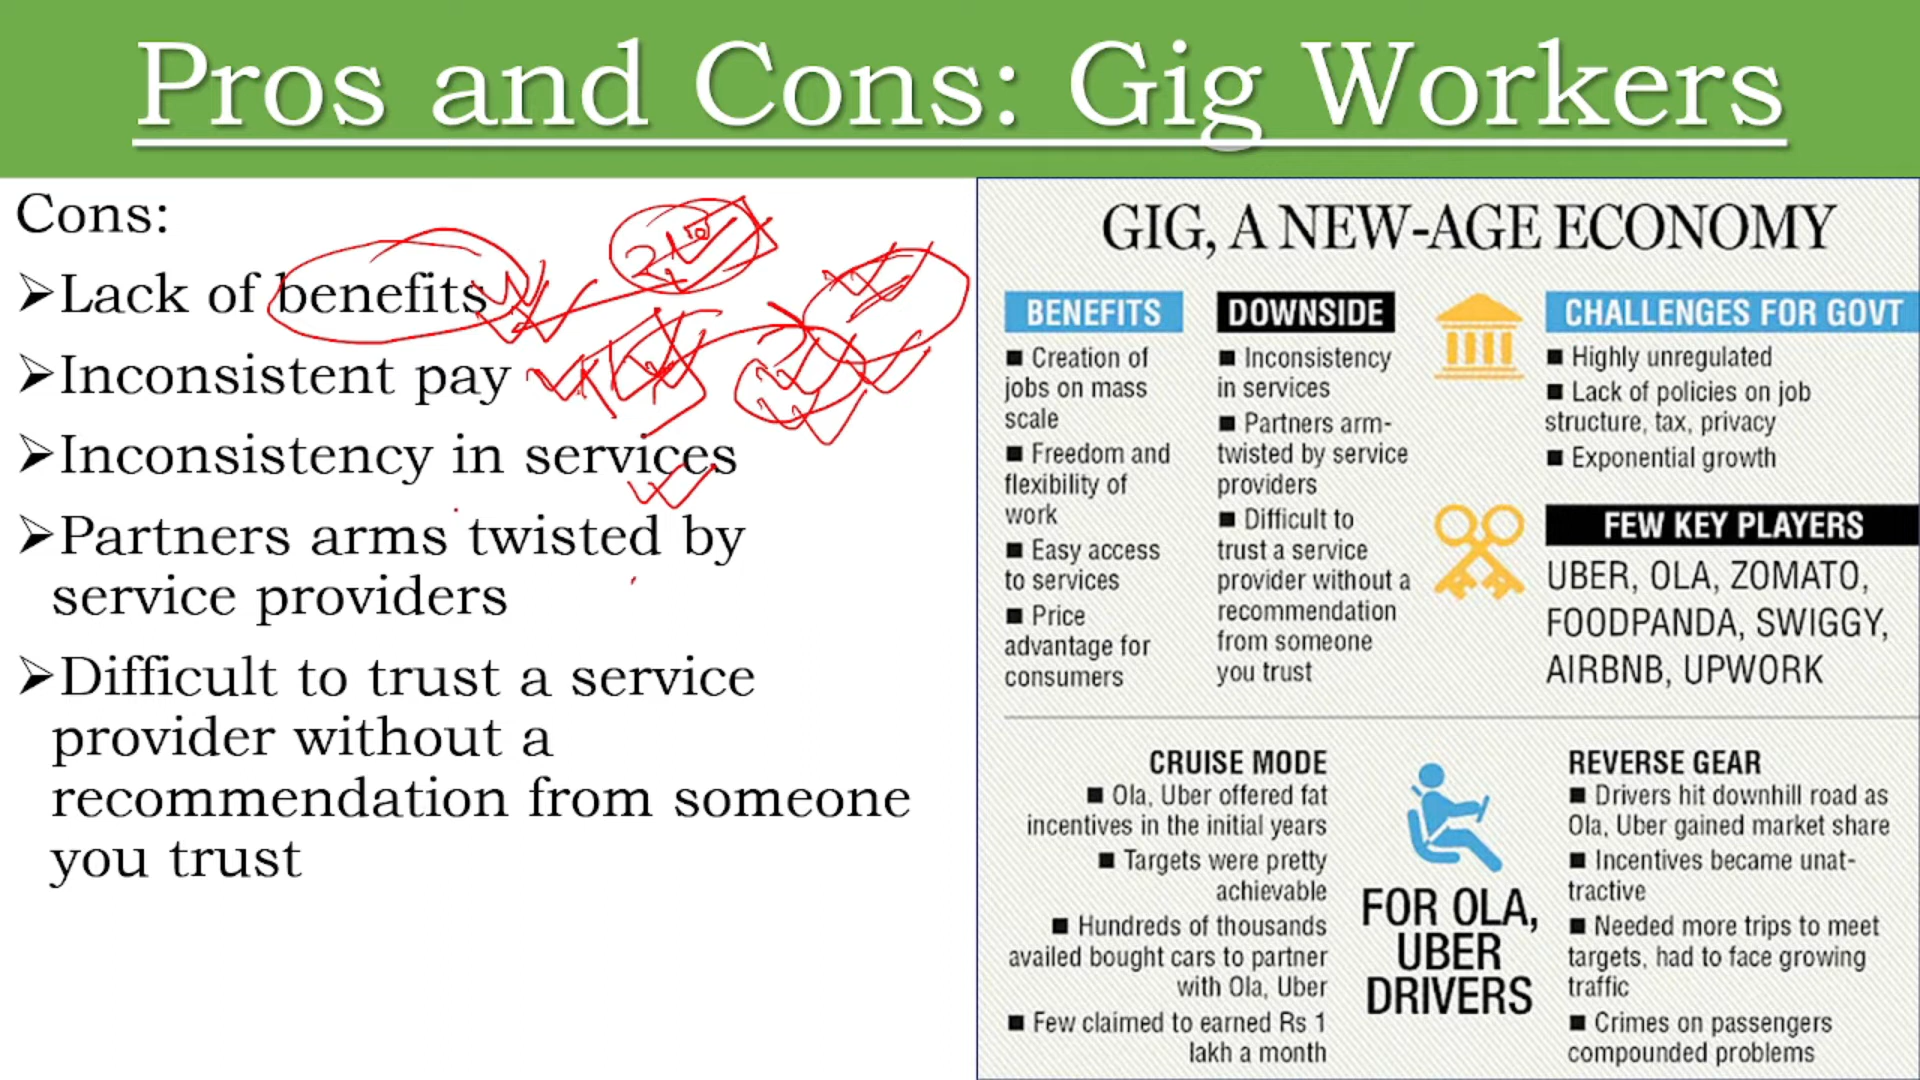 Pros and Cons: Gig Workers
Cons:
➢Lack of benefits
➢Inconsistent pay
➢Inconsistency in services
➢Partners arms twisted by
service providers
➢Difficult to trust a service
provider without a
recommendation from someone
you trust
GIG, A NEW-AGE ECONOMY
BENEFITS
■ Creation of
jobs on mass
scale
■ Freedom and
flexibility of
work
■ Easy access
to services
■ Price
advantage for
consumers
DOWNSIDE
■ Inconsistency
in services
■ Partners arm-
twisted by service
providers
■ Difficult to
trust a service
provider without a
recommendation
from someone
you trust
CHALLENGES FOR GOVT
■ Highly unregulated
■ Lack of policies on job
structure, tax, privacy
■ Exponential growth
FEW KEY PLAYERS
UBER, OLA, ZOMATO,
FOODPANDA, SWIGGY,
AIRBNB, UPWORK
CRUISE MODE
■ Ola, Uber offered fat
incentives in the initial years
■ Targets were pretty
achievable
■ Hundreds of thousands
availed bought cars to partner
with Ola, Uber
■ Few claimed to earned Rs 1
lakh a month
FOR OLA,
UBER
DRIVERS
REVERSE GEAR
■ Drivers hit downhill road as
Ola, Uber gained market share
■ Incentives became unat-
tractive
■ Needed more trips to meet
targets, had to face growing
traffic
■ Crimes on passengers
compounded problems